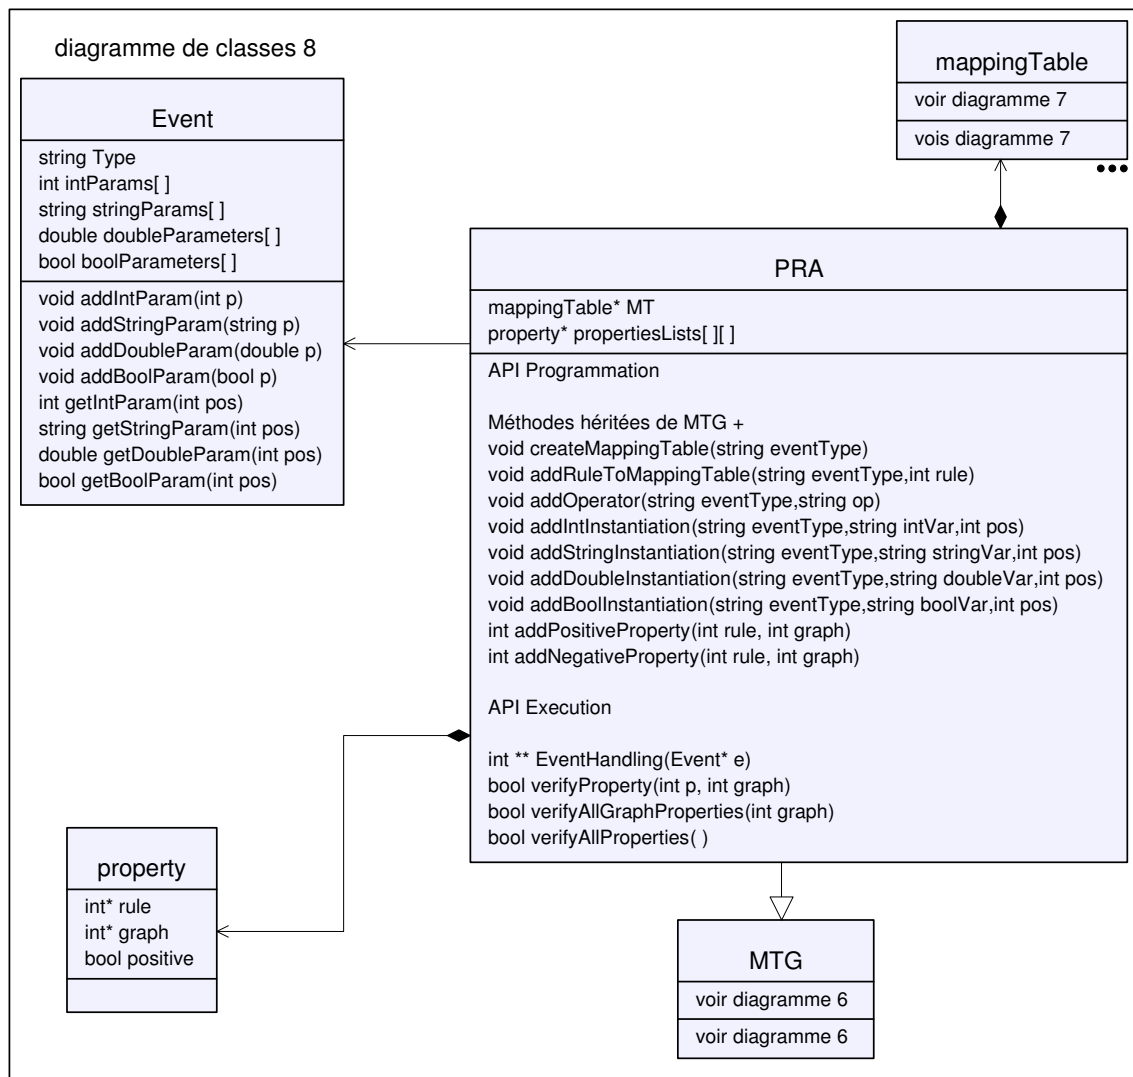 diagramme de classes 8
mappingTable
voir diagramme 7
vois diagramme 7
Event
string Type
int intParams[ ]
string stringParams[ ]
double doubleParameters[ ]
bool boolParameters[ ]
void addIntParam(int p)
void addStringParam(string p)
void addDoubleParam(double p)
void addBoolParam(bool p)
int getIntParam(int pos)
string getStringParam(int pos)
double getDoubleParam(int pos)
bool getBoolParam(int pos)
PRA
mappingTable* MT
property* propertiesLists[ ][ ]
API Programmation
Méthodes héritées de MTG +
void createMappingTable(string eventType)
void addRuleToMappingTable(string eventType,int rule)
void addOperator(string eventType,string op)
void addIntInstantiation(string eventType,string intVar,int pos)
void addStringInstantiation(string eventType,string stringVar,int pos)
void addDoubleInstantiation(string eventType,string doubleVar,int pos)
void addBoolInstantiation(string eventType,string boolVar,int pos)
int addPositiveProperty(int rule, int graph)
int addNegativeProperty(int rule, int graph)
API Execution
int ** EventHandling(Event* e)
bool verifyProperty(int p, int graph)
bool verifyAllGraphProperties(int graph)
bool verifyAllProperties( )
property
int* rule
int* graph
bool positive
MTG
voir diagramme 6
voir diagramme 6